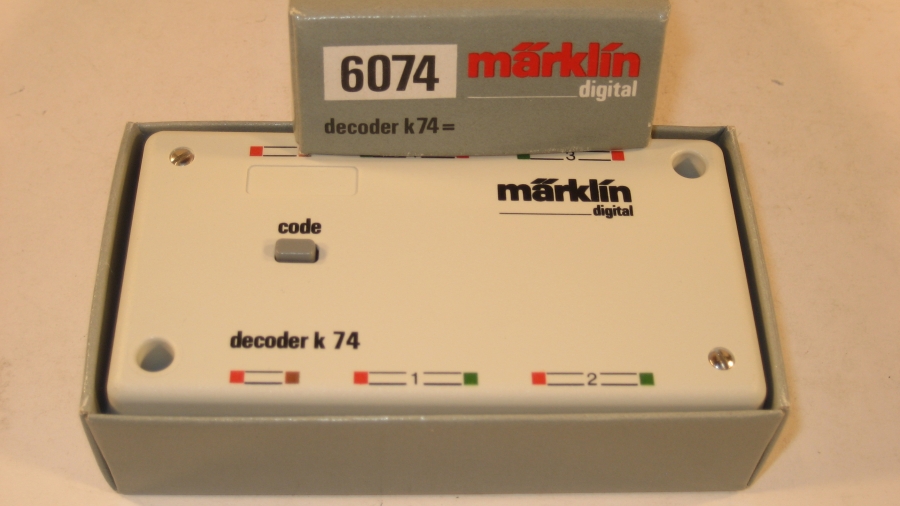 6074 märklin
digital
decoder k74=
3
märklin
digital
code
decoder k 74
1 2